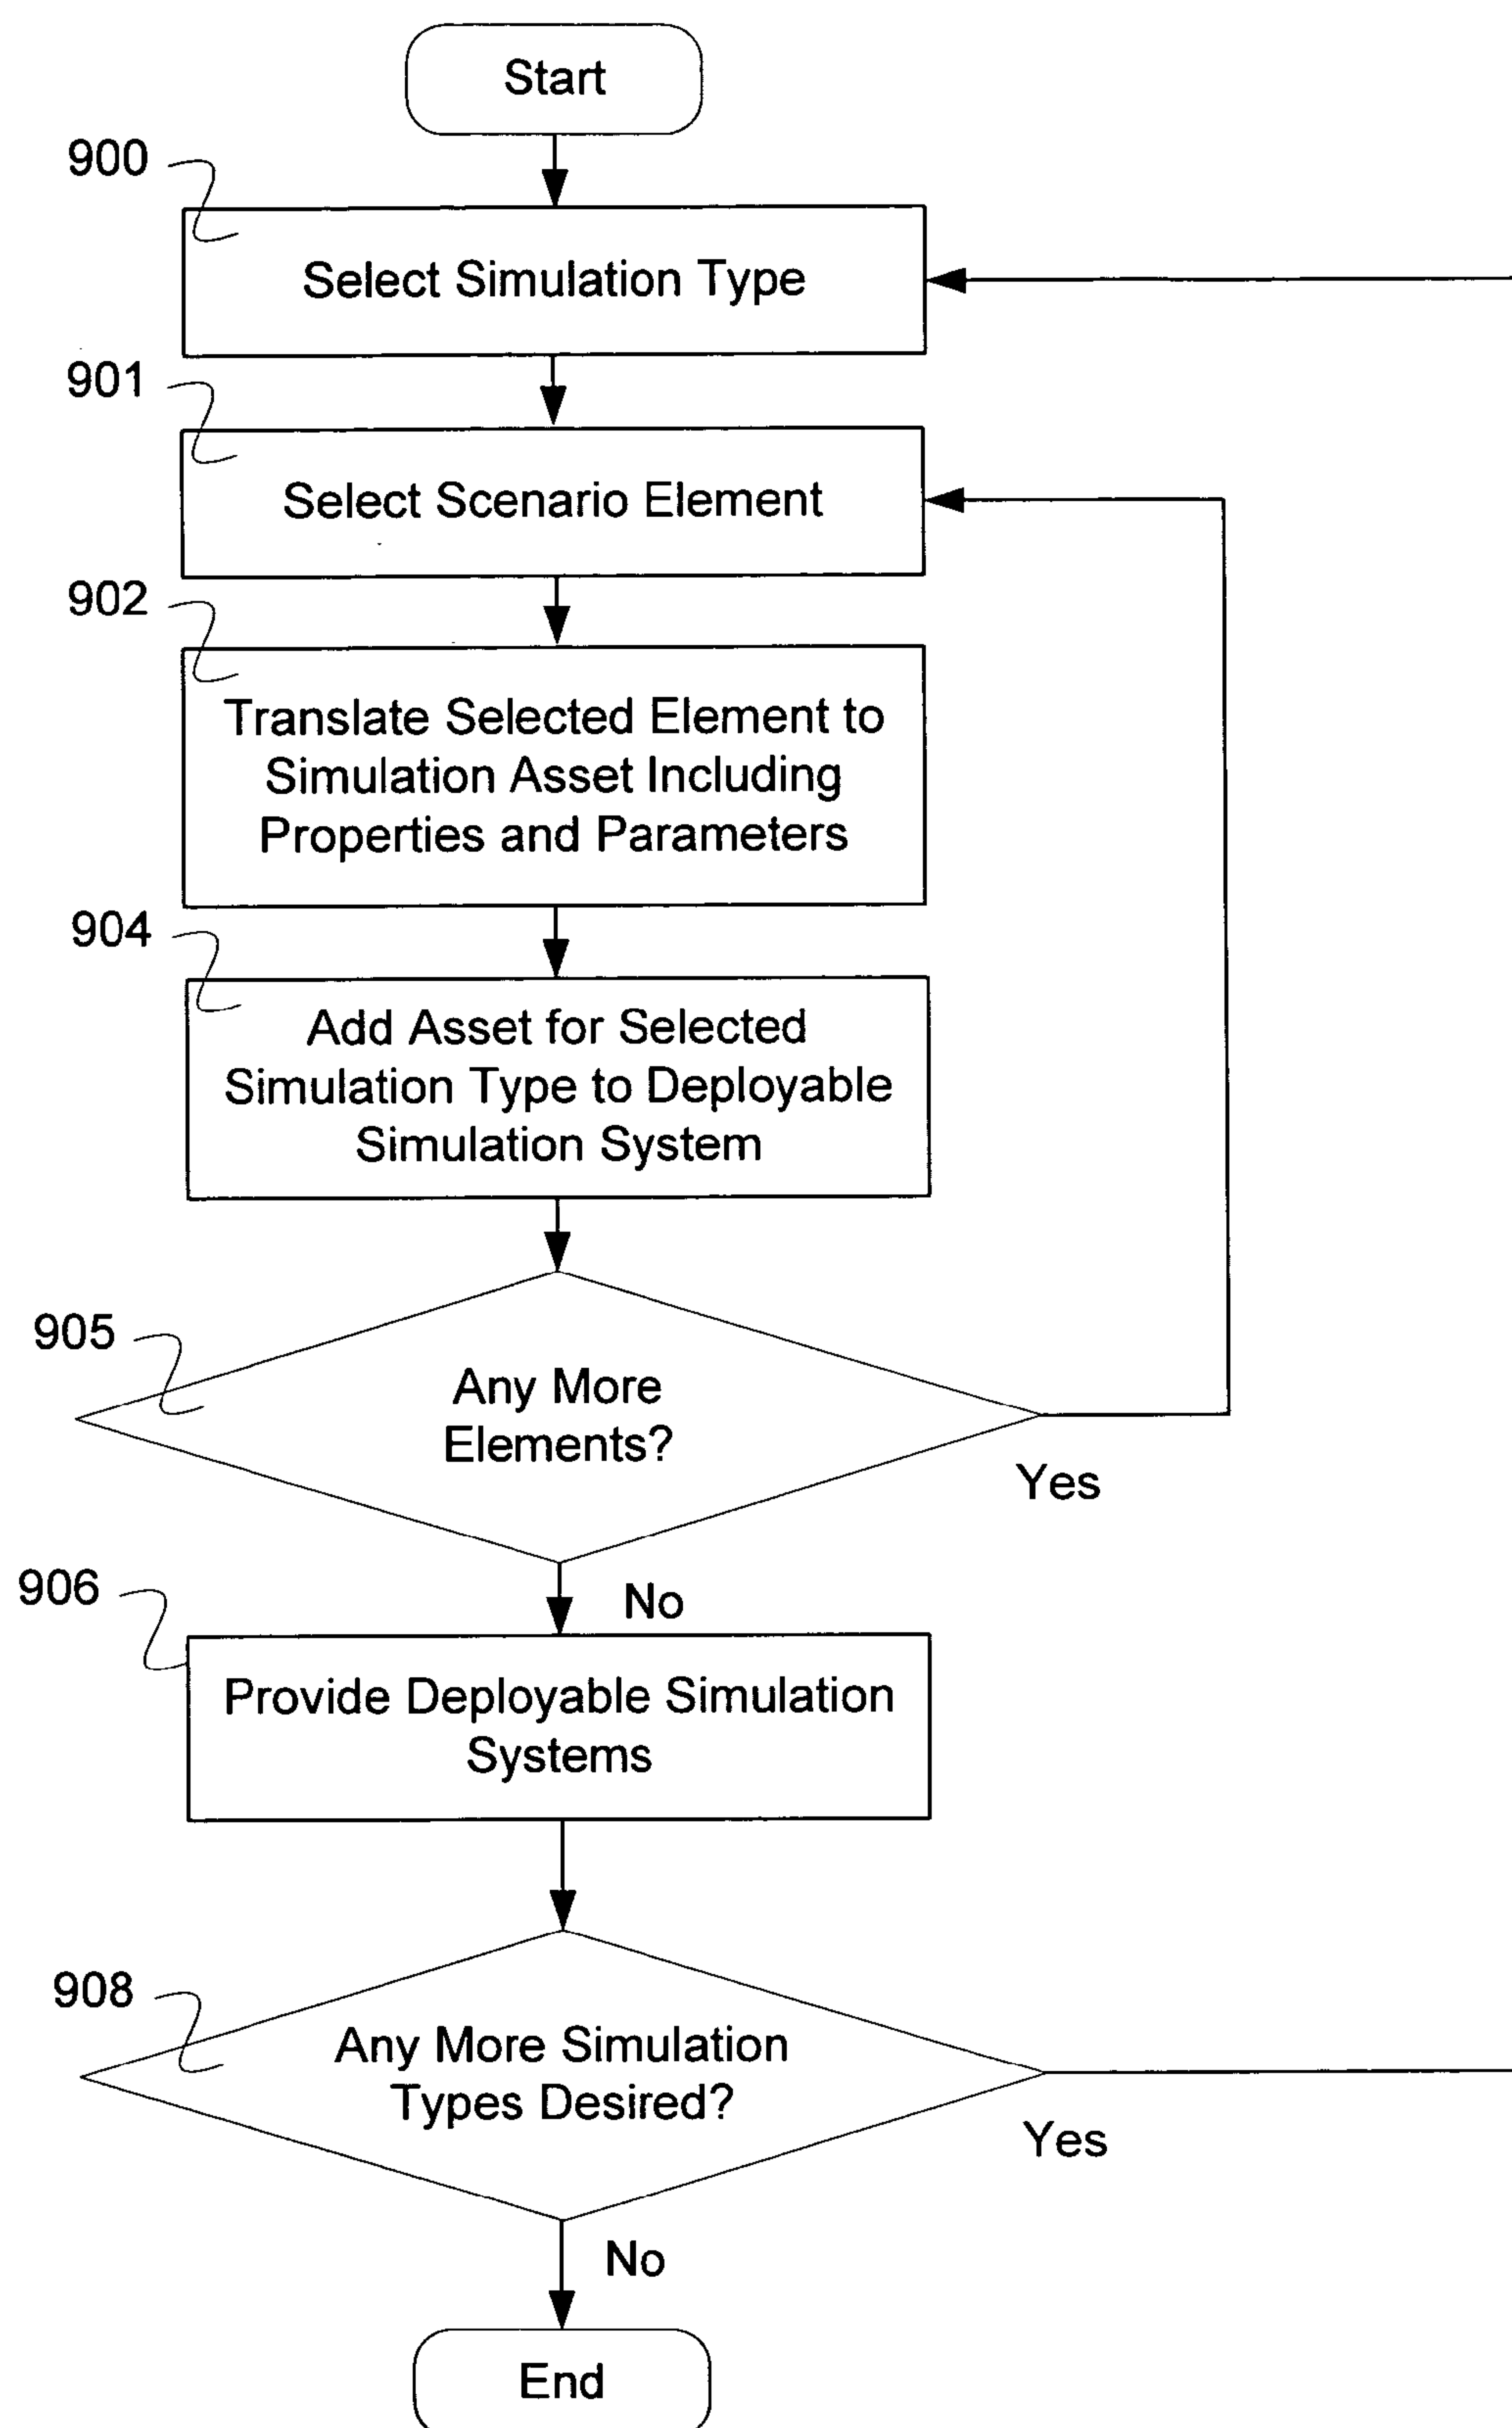 Start
900
Select Simulation Type
901
Select Scenario Element
902
Translate Selected Element to
Simulation Asset Including
Properties and Parameters
904
Add Asset for Selected
Simulation Type to Deployable
Simulation System
905
Any More
Elements?
Yes
No
906
Provide Deployable Simulation
Systems
908
Any More Simulation
Types Desired?
Yes
No
End